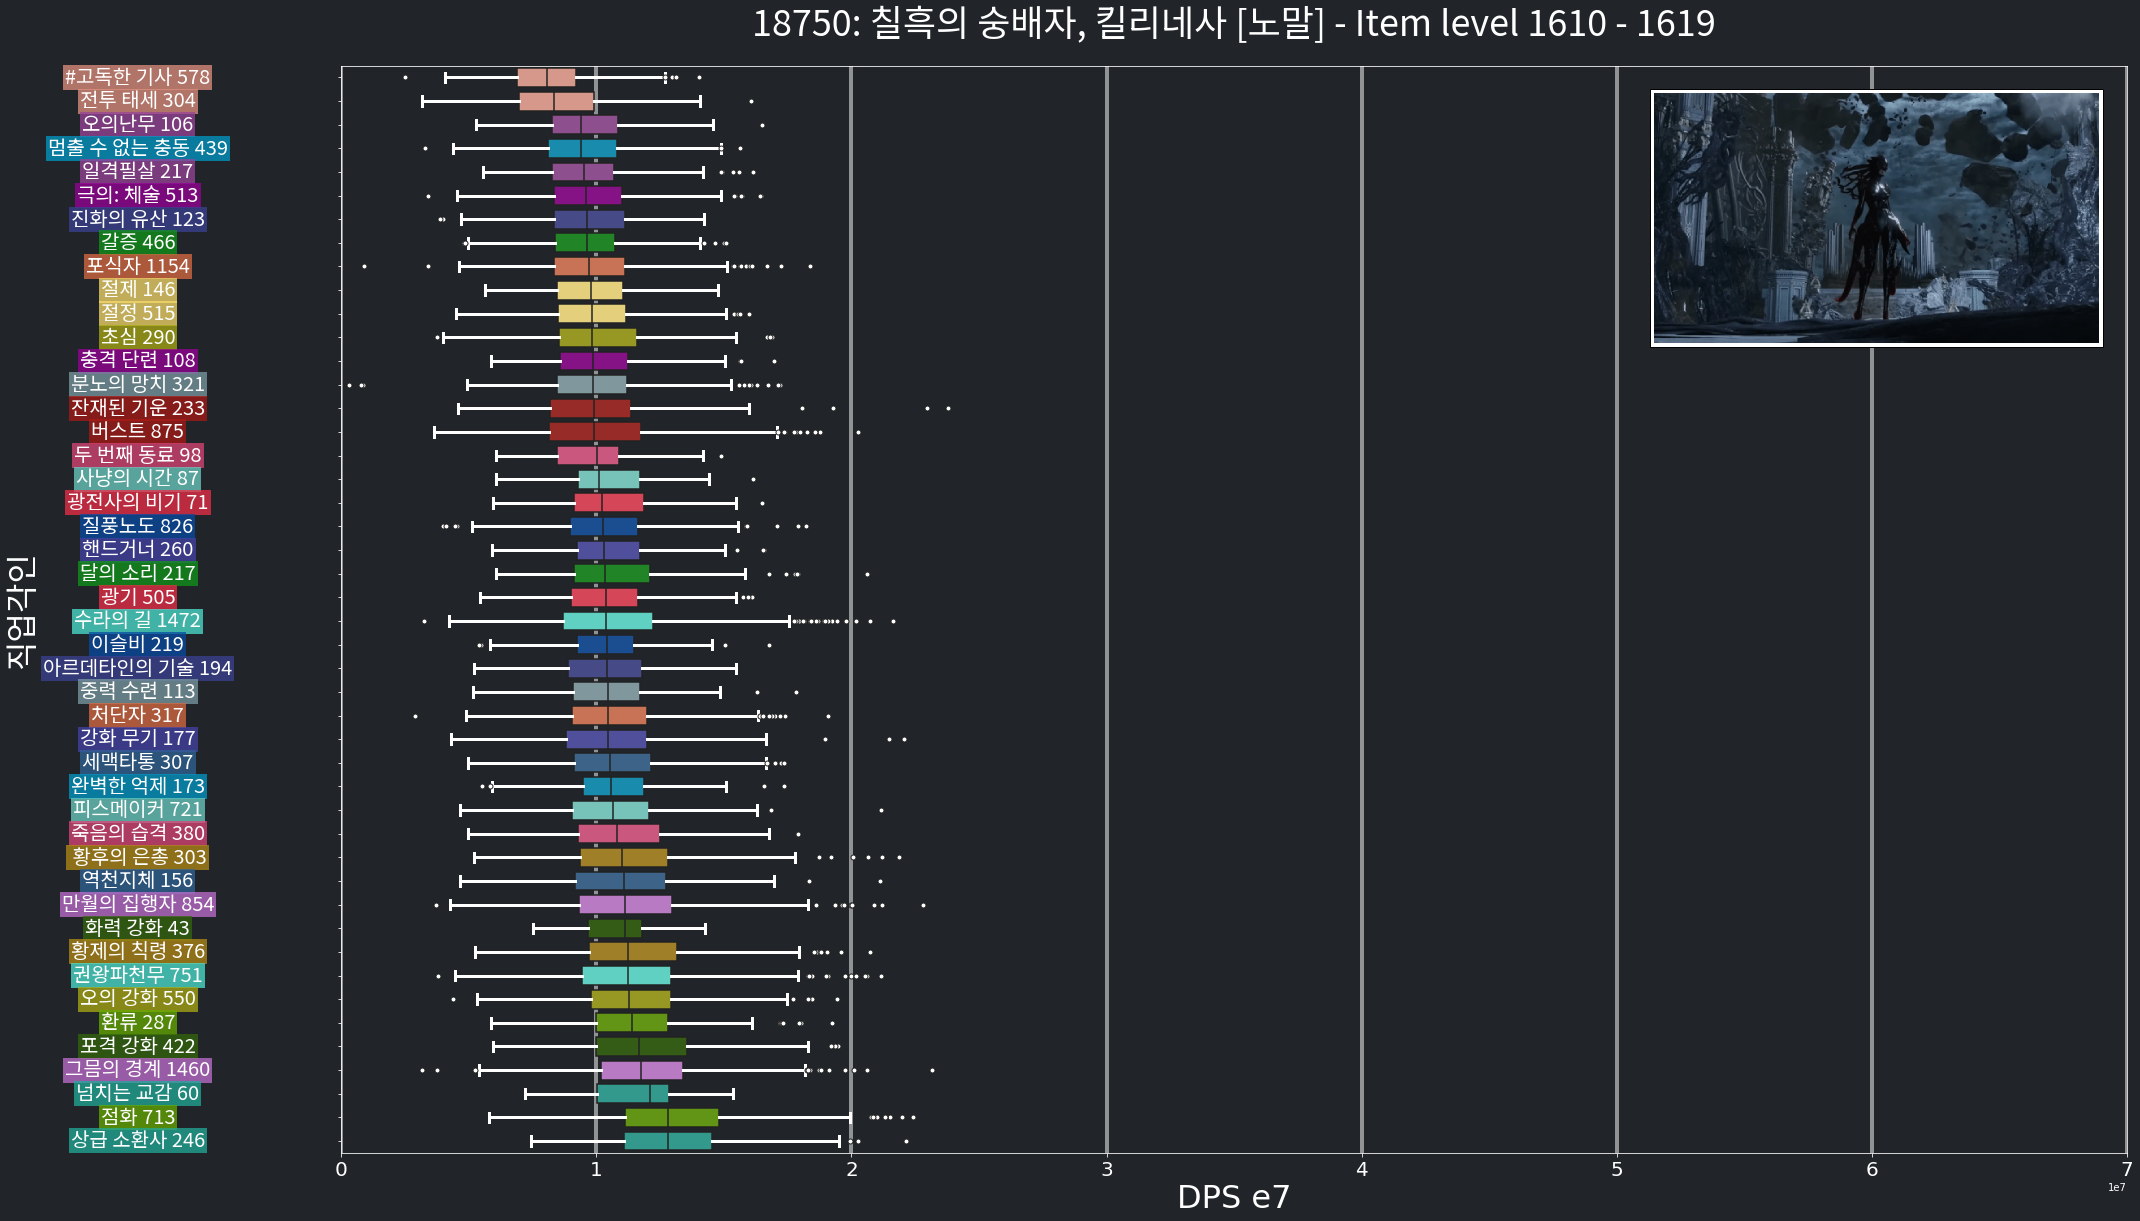 18750: 칠흑의 숭배자, 킬리네사 [노말] - Item level 1610 - 1619
직업각인
#고독한 기사 578
전투 태세 304
오의난무 106
멈출 수 없는 충동 439
일격필살 217
극의: 체술 513
진화의 유산 123
갈증 466
포식자 1154
절제 146
절정 515
초심 290
충격 단련 108
분노의 망치 321
잔재된 기운 233
버스트 875
두 번째 동료 98
사냥의 시간 87
광전사의 비기 71
질풍노도 826
핸드거너 260
달의 소리 217
광기 505
수라의 길 1472
이슬비 219
아르데타인의 기술 194
중력 수련 113
처단자 317
강화 무기 177
세맥타통 307
완벽한 억제 173
피스메이커 721
죽음의 습격 380
황후의 은총 303
역천지체 156
만월의 집행자 854
화력 강화 43
황제의 칙령 376
권왕파천무 751
오의 강화 550
환류 287
포격 강화 422
그믐의 경계 1460
넘치는 교감 60
점화 713
상급 소환사 246
0 1 2 3 4 5 6 7
1e7
DPS e7